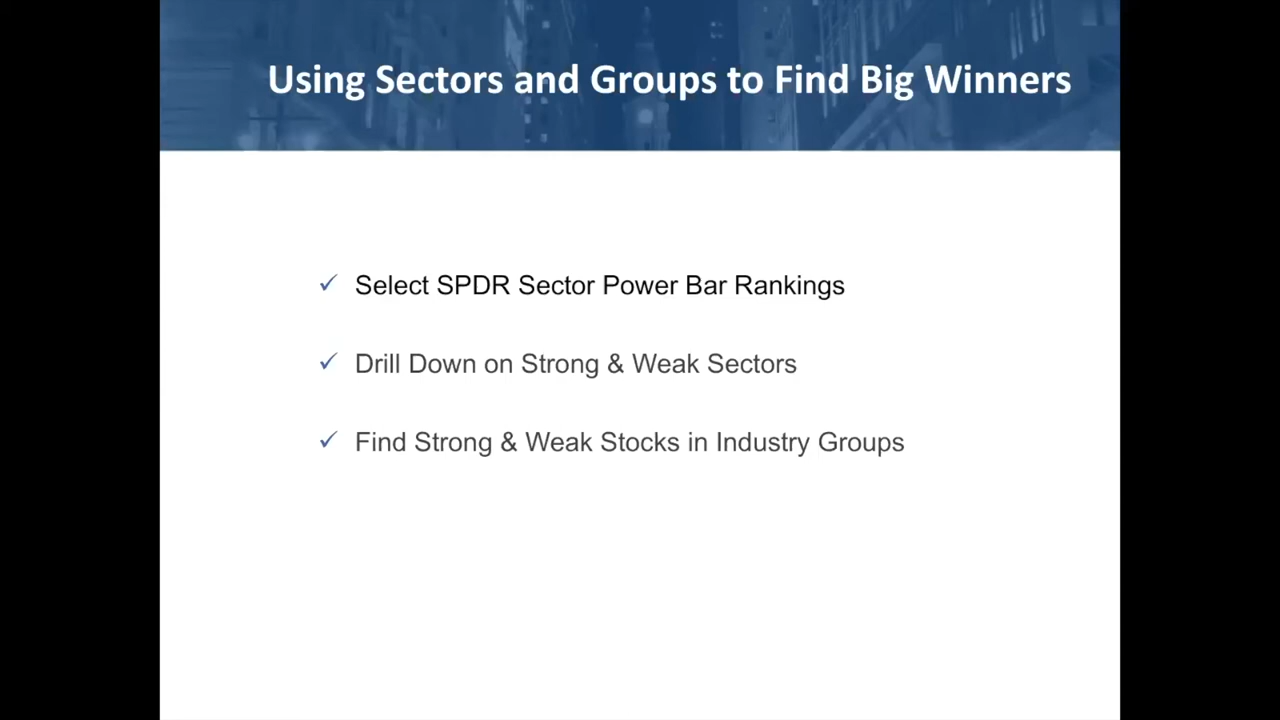 Using Sectors and Groups to Find Big Winners
✓ Select SPDR Sector Power Bar Rankings
✓ Drill Down on Strong & Weak Sectors
✓ Find Strong & Weak Stocks in Industry Groups